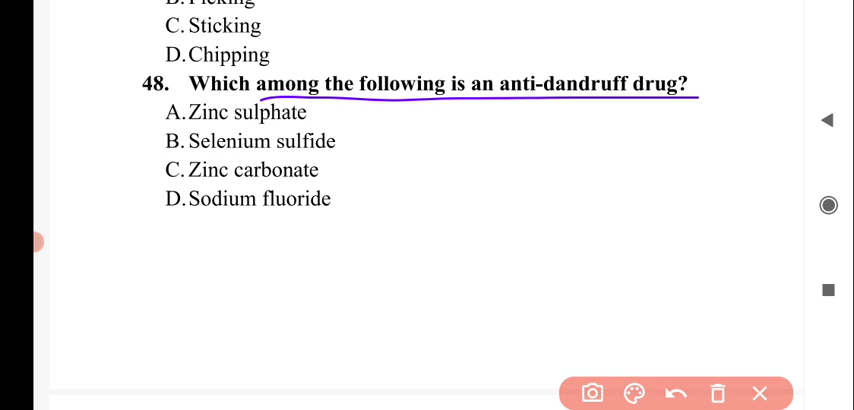 C. Sticking
D. Chipping
48. Which among the following is an anti-dandruff drug?
A. Zinc sulphate
B. Selenium sulfide
C. Zinc carbonate
D. Sodium fluoride